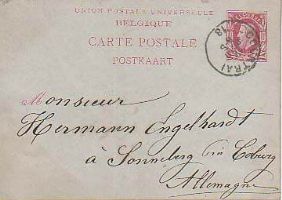 UNION POSTALE UNIVERSELLE
BELGIQUE
CARTE POSTALE
POSTKAART
Monsieur
Hermann Engelhardt
à Sonneberg bei Coburg
Allemagne